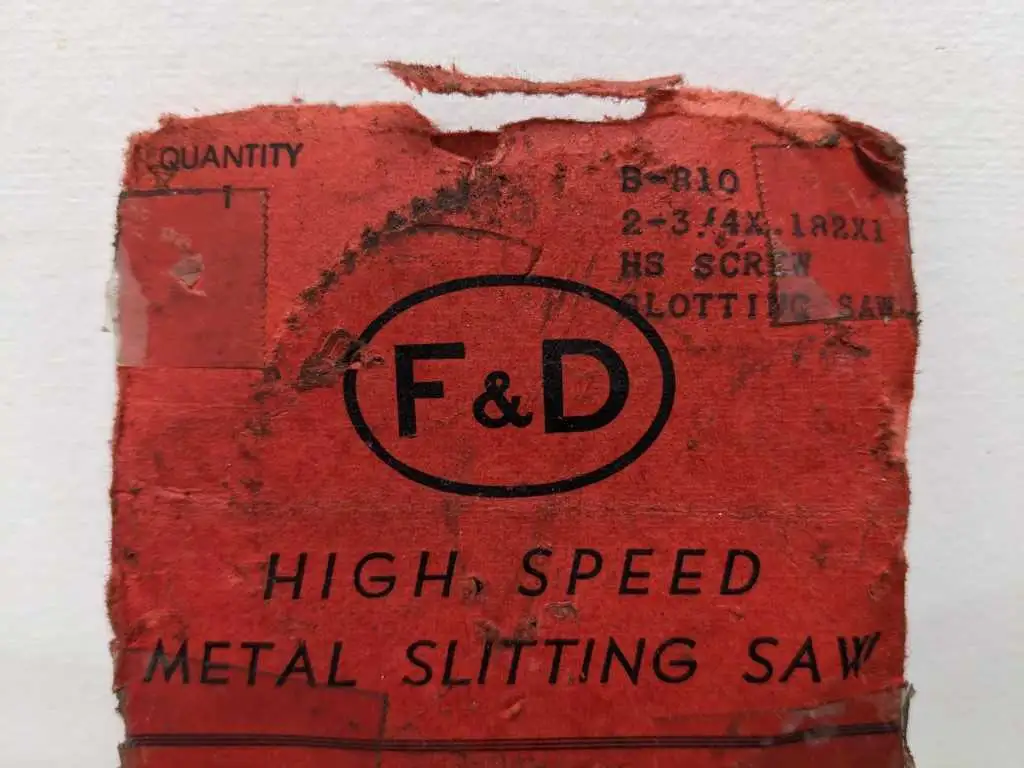 QUANTITY
1
B-810
2-3/4X.182X1
HS SCREW
SLOTTING SAW
F&D
HIGH SPEED
METAL SLITTING SAW